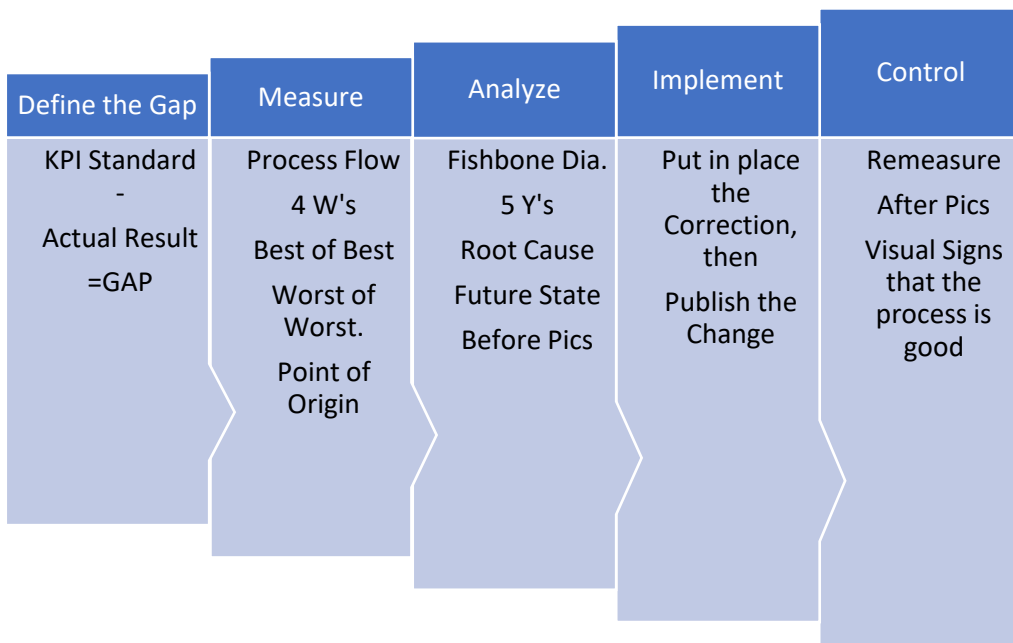 Define the Gap
KPI Standard
-
Actual Result
=GAP
Measure
Process Flow
4 W's
Best of Best
Worst of
Worst.
Point of
Origin
Analyze
Fishbone Dia.
5 Y's
Root Cause
Future State
Before Pics
Implement
Put in place
the
Correction,
then
Publish the
Change
Control
Remeasure
After Pics
Visual Signs
that the
process is
good